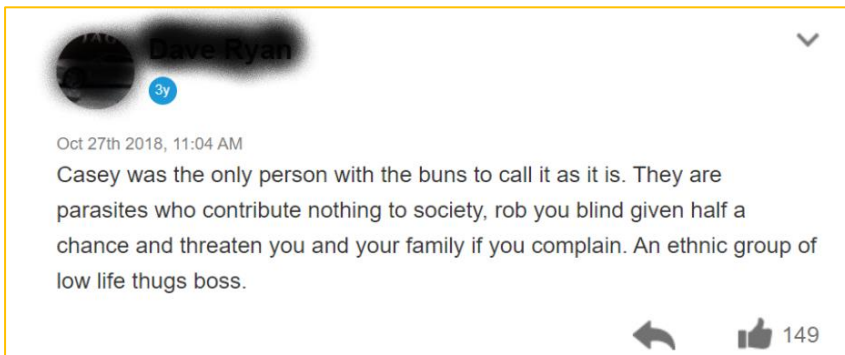 Dave Ryan
3y
Oct 27th 2018, 11:04 AM
Casey was the only person with the buns to call it as it is. They are
parasites who contribute nothing to society, rob you blind given half a
chance and threaten you and your family if you complain. An ethnic group of
low life thugs boss.
149